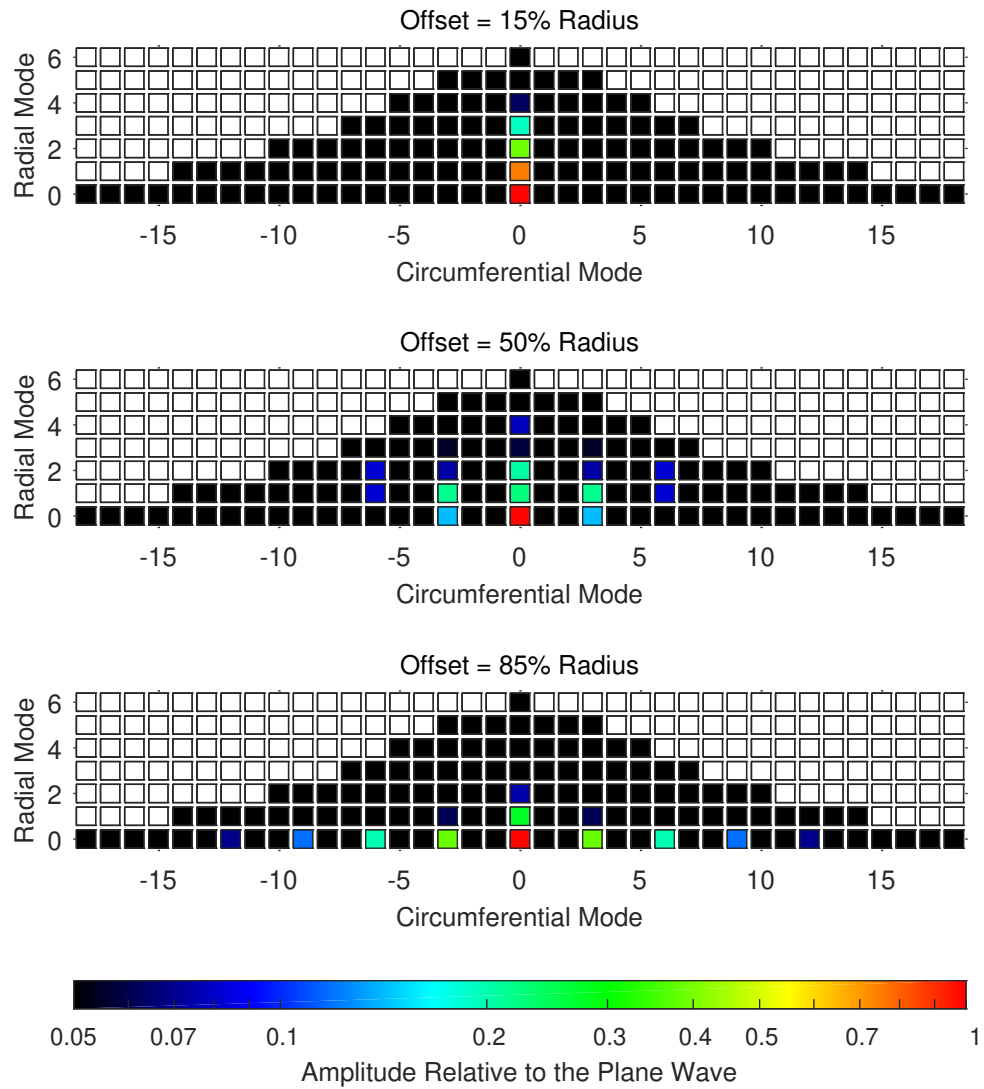 Offset = 15% Radius
Radial Mode
6
4
2
0
-15 -10 -5 0 5 10 15
Circumferential Mode
Offset = 50% Radius
Radial Mode
6
4
2
0
-15 -10 -5 0 5 10 15
Circumferential Mode
Offset = 85% Radius
Radial Mode
6
4
2
0
-15 -10 -5 0 5 10 15
Circumferential Mode
0.05 0.07 0.1 0.2 0.3 0.4 0.5 0.7 1
Amplitude Relative to the Plane Wave